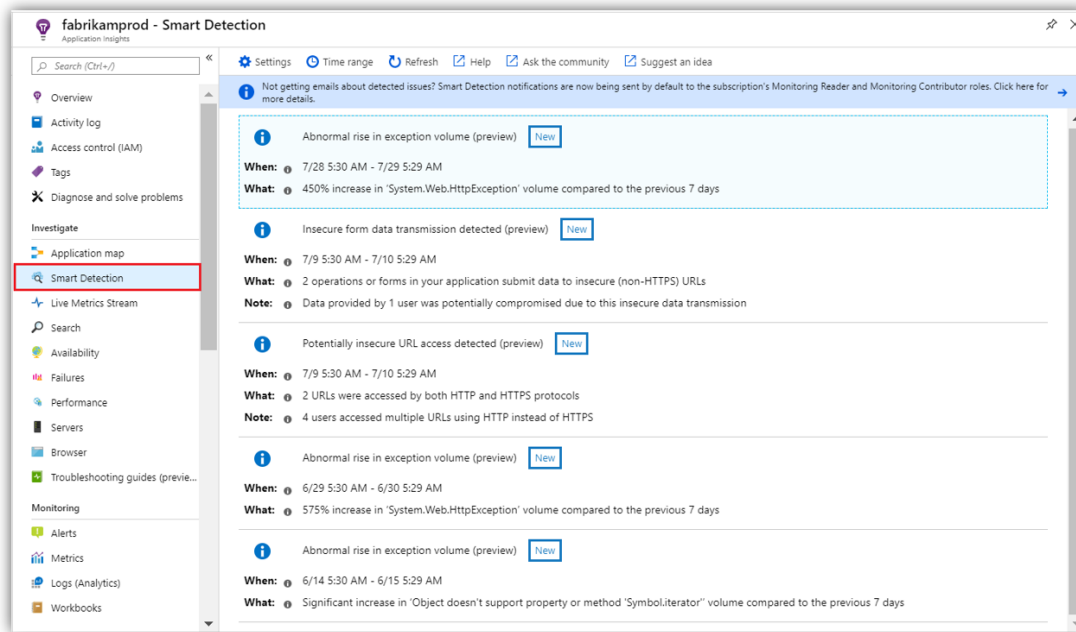 fabrikamprod - Smart Detection
Application Insights
Search (Ctrl+/)
«
Overview
Activity log
Access control (IAM)
Tags
Diagnose and solve problems
Investigate
Application map
Smart Detection
Live Metrics Stream
Search
Availability
Failures
Performance
Servers
Browser
Troubleshooting guides (previe...
Monitoring
Alerts
Metrics
Logs (Analytics)
Workbooks
Settings Time range Refresh Help Ask the community Suggest an idea
Not getting emails about detected issues? Smart Detection notifications are now being sent by default to the subscription's Monitoring Reader and Monitoring Contributor roles. Click here for
more details.
Abnormal rise in exception volume (preview) New
When: 7/28 5:30 AM - 7/29 5:29 AM
What: 450% increase in 'System.Web.HttpException' volume compared to the previous 7 days
Insecure form data transmission detected (preview) New
When: 7/9 5:30 AM - 7/10 5:29 AM
What: 2 operations or forms in your application submit data to insecure (non-HTTPS) URLs
Note: Data provided by 1 user was potentially compromised due to this insecure data transmission
Potentially insecure URL access detected (preview) New
When: 7/9 5:30 AM - 7/10 5:29 AM
What: 2 URLs were accessed by both HTTP and HTTPS protocols
Note: 4 users accessed multiple URLs using HTTP instead of HTTPS
Abnormal rise in exception volume (preview) New
When: 6/29 5:30 AM - 6/30 5:29 AM
What: 575% increase in 'System.Web.HttpException' volume compared to the previous 7 days
Abnormal rise in exception volume (preview) New
When: 6/14 5:30 AM - 6/15 5:29 AM
What: Significant increase in 'Object doesn't support property or method 'Symbol.iterator'' volume compared to the previous 7 days